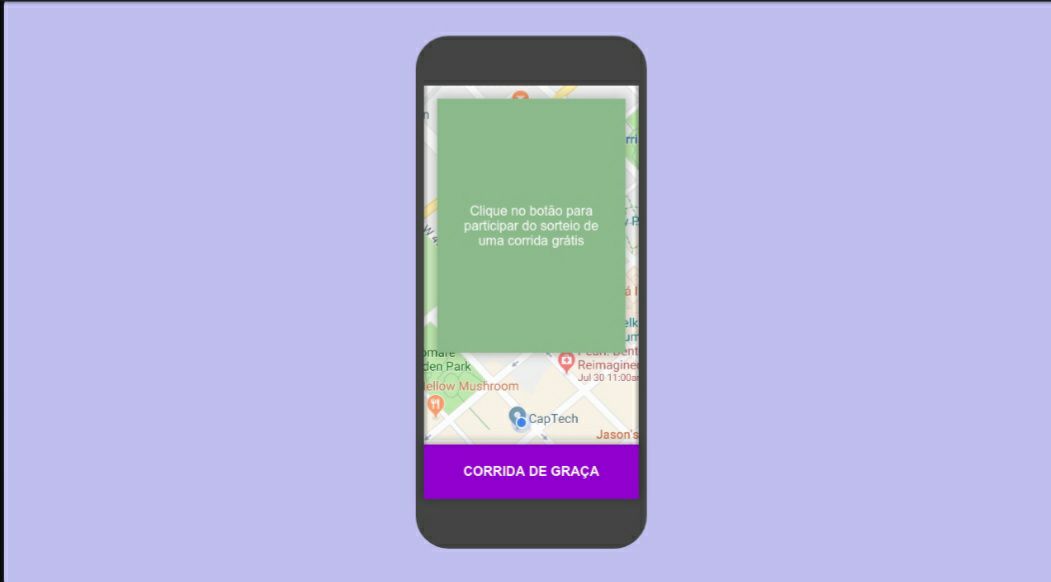 Clique no botão para
participar do sorteio de
uma corrida grátis
den Park
ellow Mushroom
Reimagine
Jul 30 11:00a
CapTech
Jason's
CORRIDA DE GRAÇA